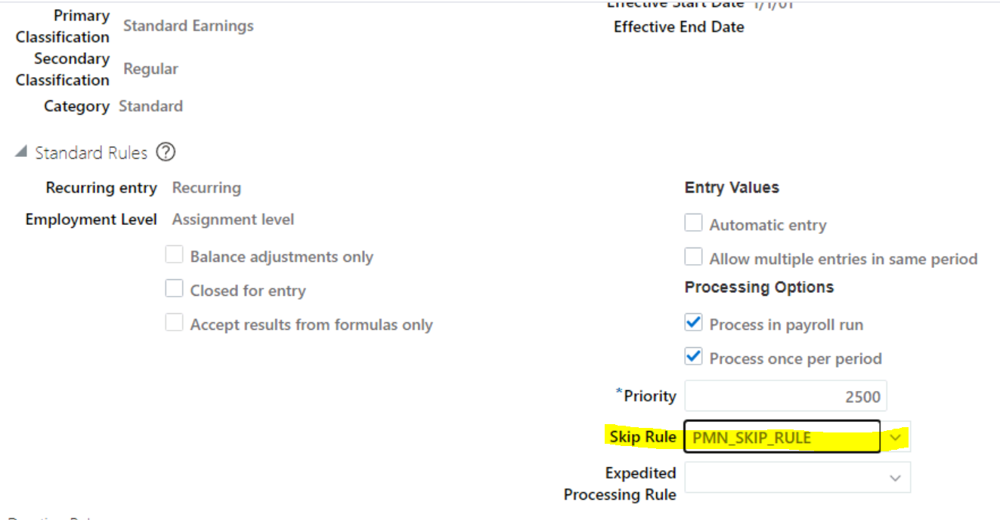 Effective Start Date 1/1/01
Primary
Classification Standard Earnings
Effective End Date
Secondary
Classification Regular
Category Standard
Standard Rules ?
Recurring entry Recurring
Employment Level Assignment level
Balance adjustments only
Closed for entry
Accept results from formulas only
Entry Values
Automatic entry
Allow multiple entries in same period
Processing Options
Process in payroll run
Process once per period
*Priority 2500
Skip Rule PMN_SKIP_RULE
Expedited
Processing Rule